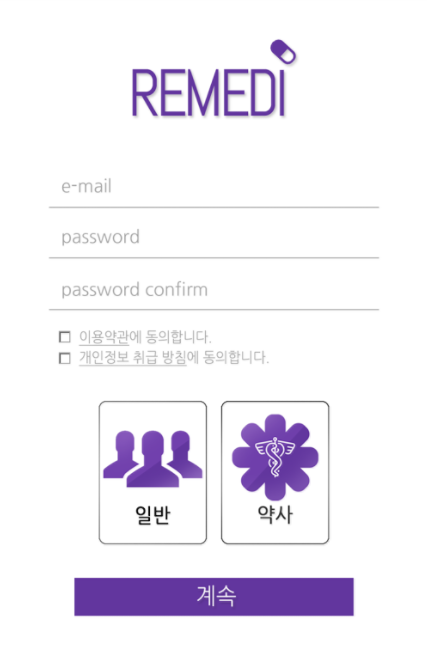 REMEDI
e-mail
password
password confirm
이용약관에 동의합니다.
개인정보 취급 방침에 동의합니다.
일반
약사
계속